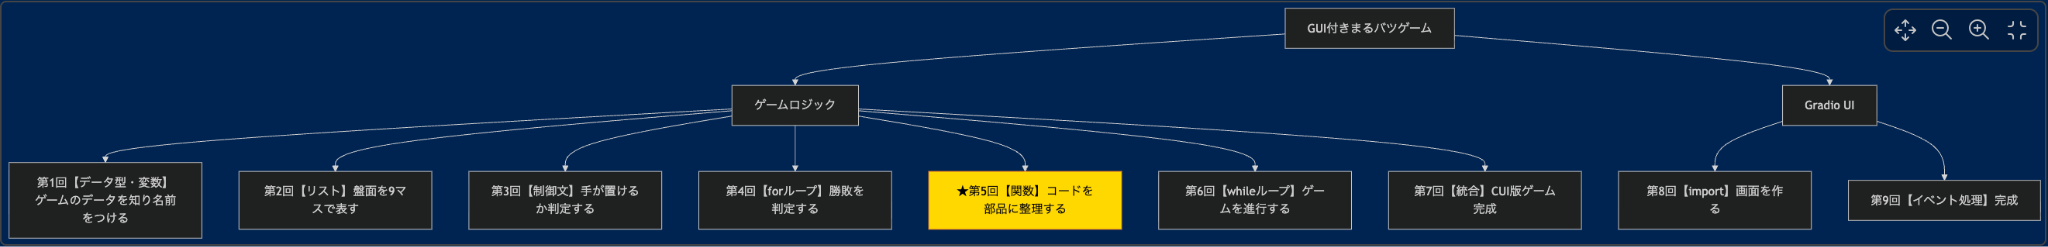 GUI付きまるバツゲーム
ゲームロジック
Gradio UI
第1回【データ型・変数】
ゲームのデータを知り名前
をつける
第2回【リスト】盤面を9マ
スで表す
第3回【制御文】手が置ける
か判定する
第4回【forループ】勝敗を
判定する
★第5回【関数】コードを
部品に整理する
第6回【whileループ】ゲー
ムを進行する
第7回【統合】CUI版ゲーム
完成
第8回【import】画面を作
る
第9回【イベント処理】完成